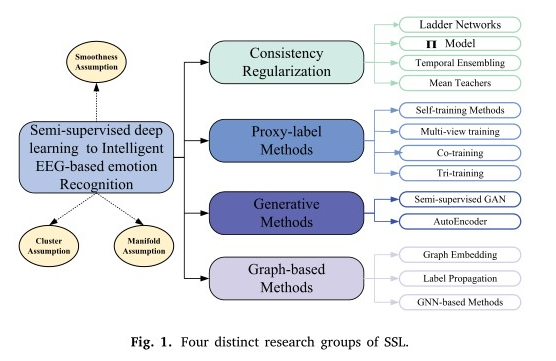 Smoothness
Assumption
Semi-supervised deep
learning to Intelligent
EEG-based emotion
Recognition
Cluster
Assumption
Manifold
Assumption
Consistency
Regularization
Ladder Networks
Π Model
Temporal Ensembling
Mean Teachers
Proxy-label
Methods
Self-training Methods
Multi-view training
Co-training
Tri-training
Generative
Methods
Semi-supervised GAN
AutoEncoder
Graph-based
Methods
Graph Embedding
Label Propagation
GNN-based Methods
Fig. 1. Four distinct research groups of SSL.